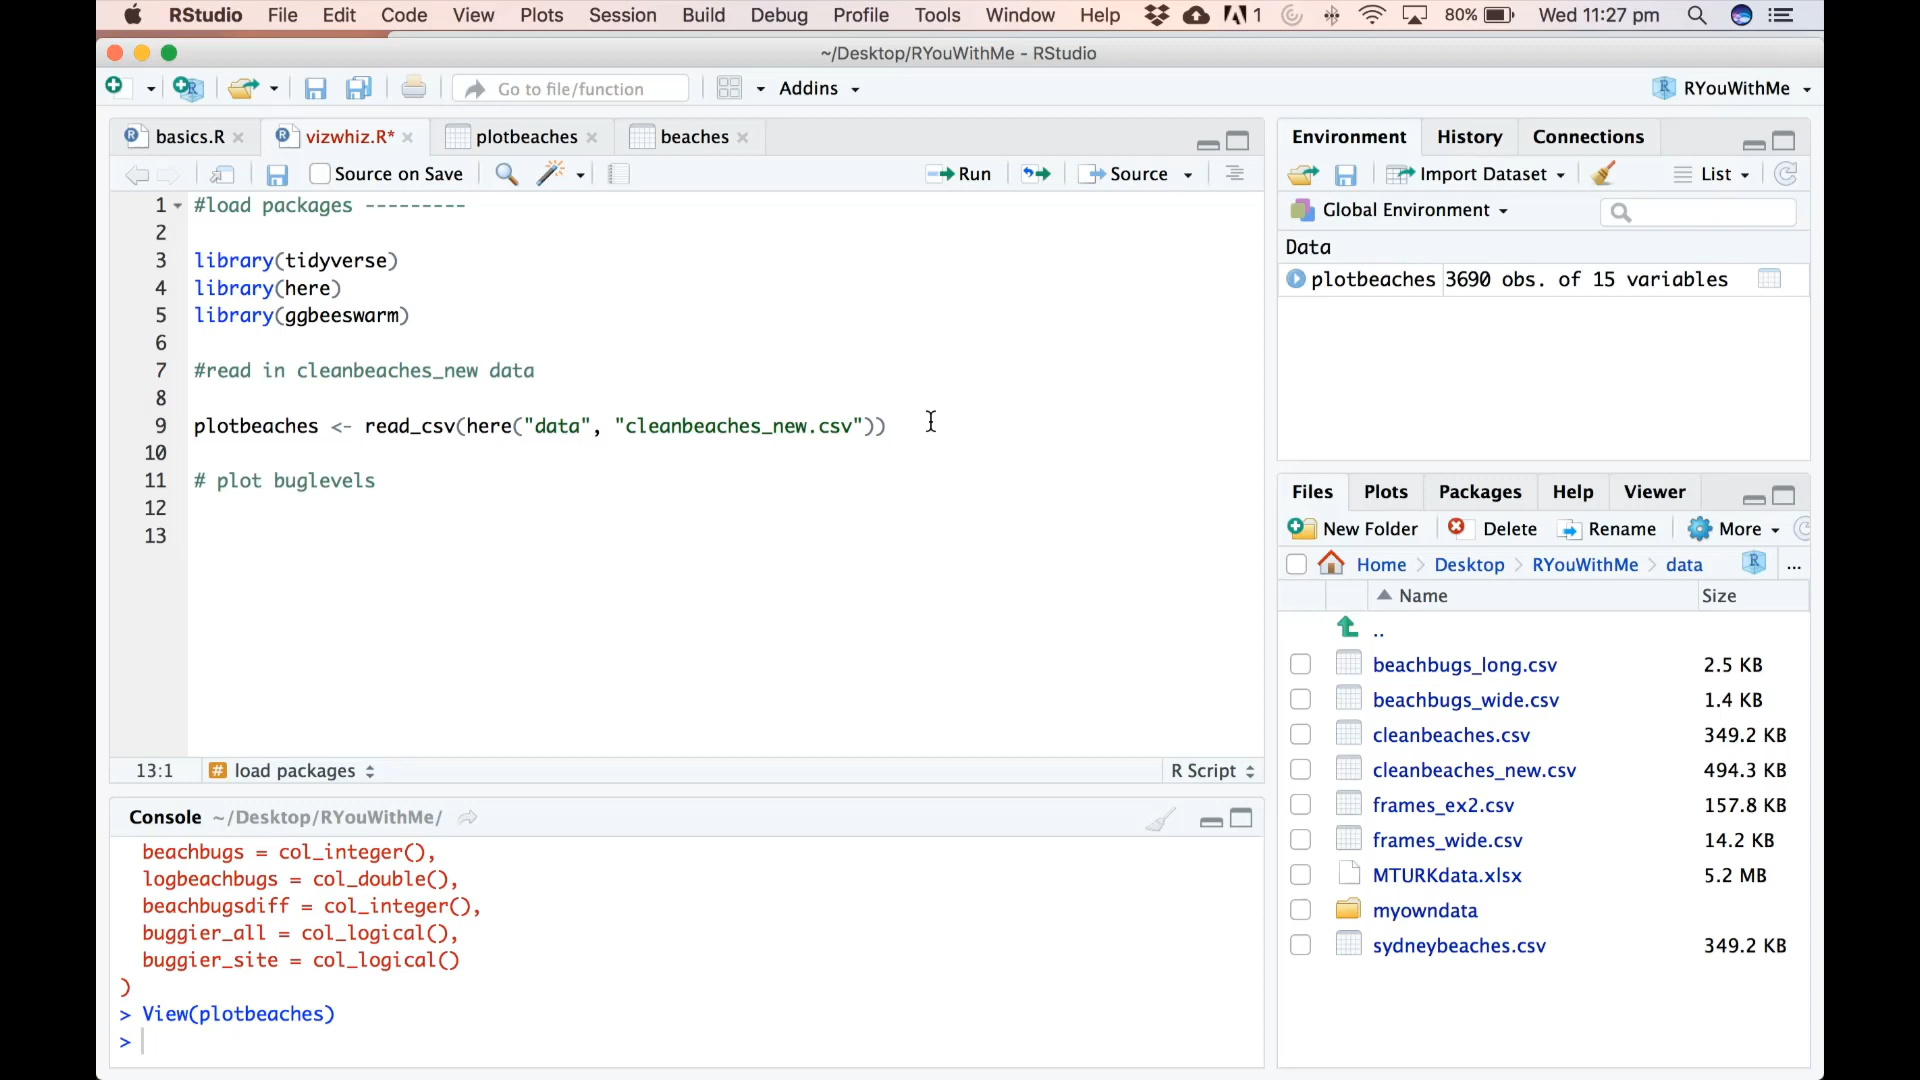 RStudio File Edit Code View Plots Session Build Debug Profile Tools Window Help 1 80% Wed 11:27 pm
~/Desktop/RYouWithMe - RStudio
Go to file/function Addins RYouWithMe
basics.R vizwhiz.R* plotbeaches beaches
Source on Save Run Source
1 #load packages ---------
2
3 library(tidyverse)
4 library(here)
5 library(ggbeeswarm)
6
7 #read in cleanbeaches_new data
8
9 plotbeaches <- read_csv(here("data", "cleanbeaches_new.csv"))
10
11 # plot buglevels
12
13
13:1 # load packages R Script
Console ~/Desktop/RYouWithMe/
beachbugs = col_integer(),
logbeachbugs = col_double(),
beachbugsdiff = col_integer(),
buggier_all = col_logical(),
buggier_site = col_logical()
)
> View(plotbeaches)
>
Environment History Connections
Import Dataset List
Global Environment
Data
plotbeaches 3690 obs. of 15 variables
Files Plots Packages Help Viewer
New Folder Delete Rename More
Home Desktop RYouWithMe data R ...
Name Size
..
beachbugs_long.csv 2.5 KB
beachbugs_wide.csv 1.4 KB
cleanbeaches.csv 349.2 KB
cleanbeaches_new.csv 494.3 KB
frames_ex2.csv 157.8 KB
frames_wide.csv 14.2 KB
MTURKdata.xlsx 5.2 MB
myowndata
sydneybeaches.csv 349.2 KB